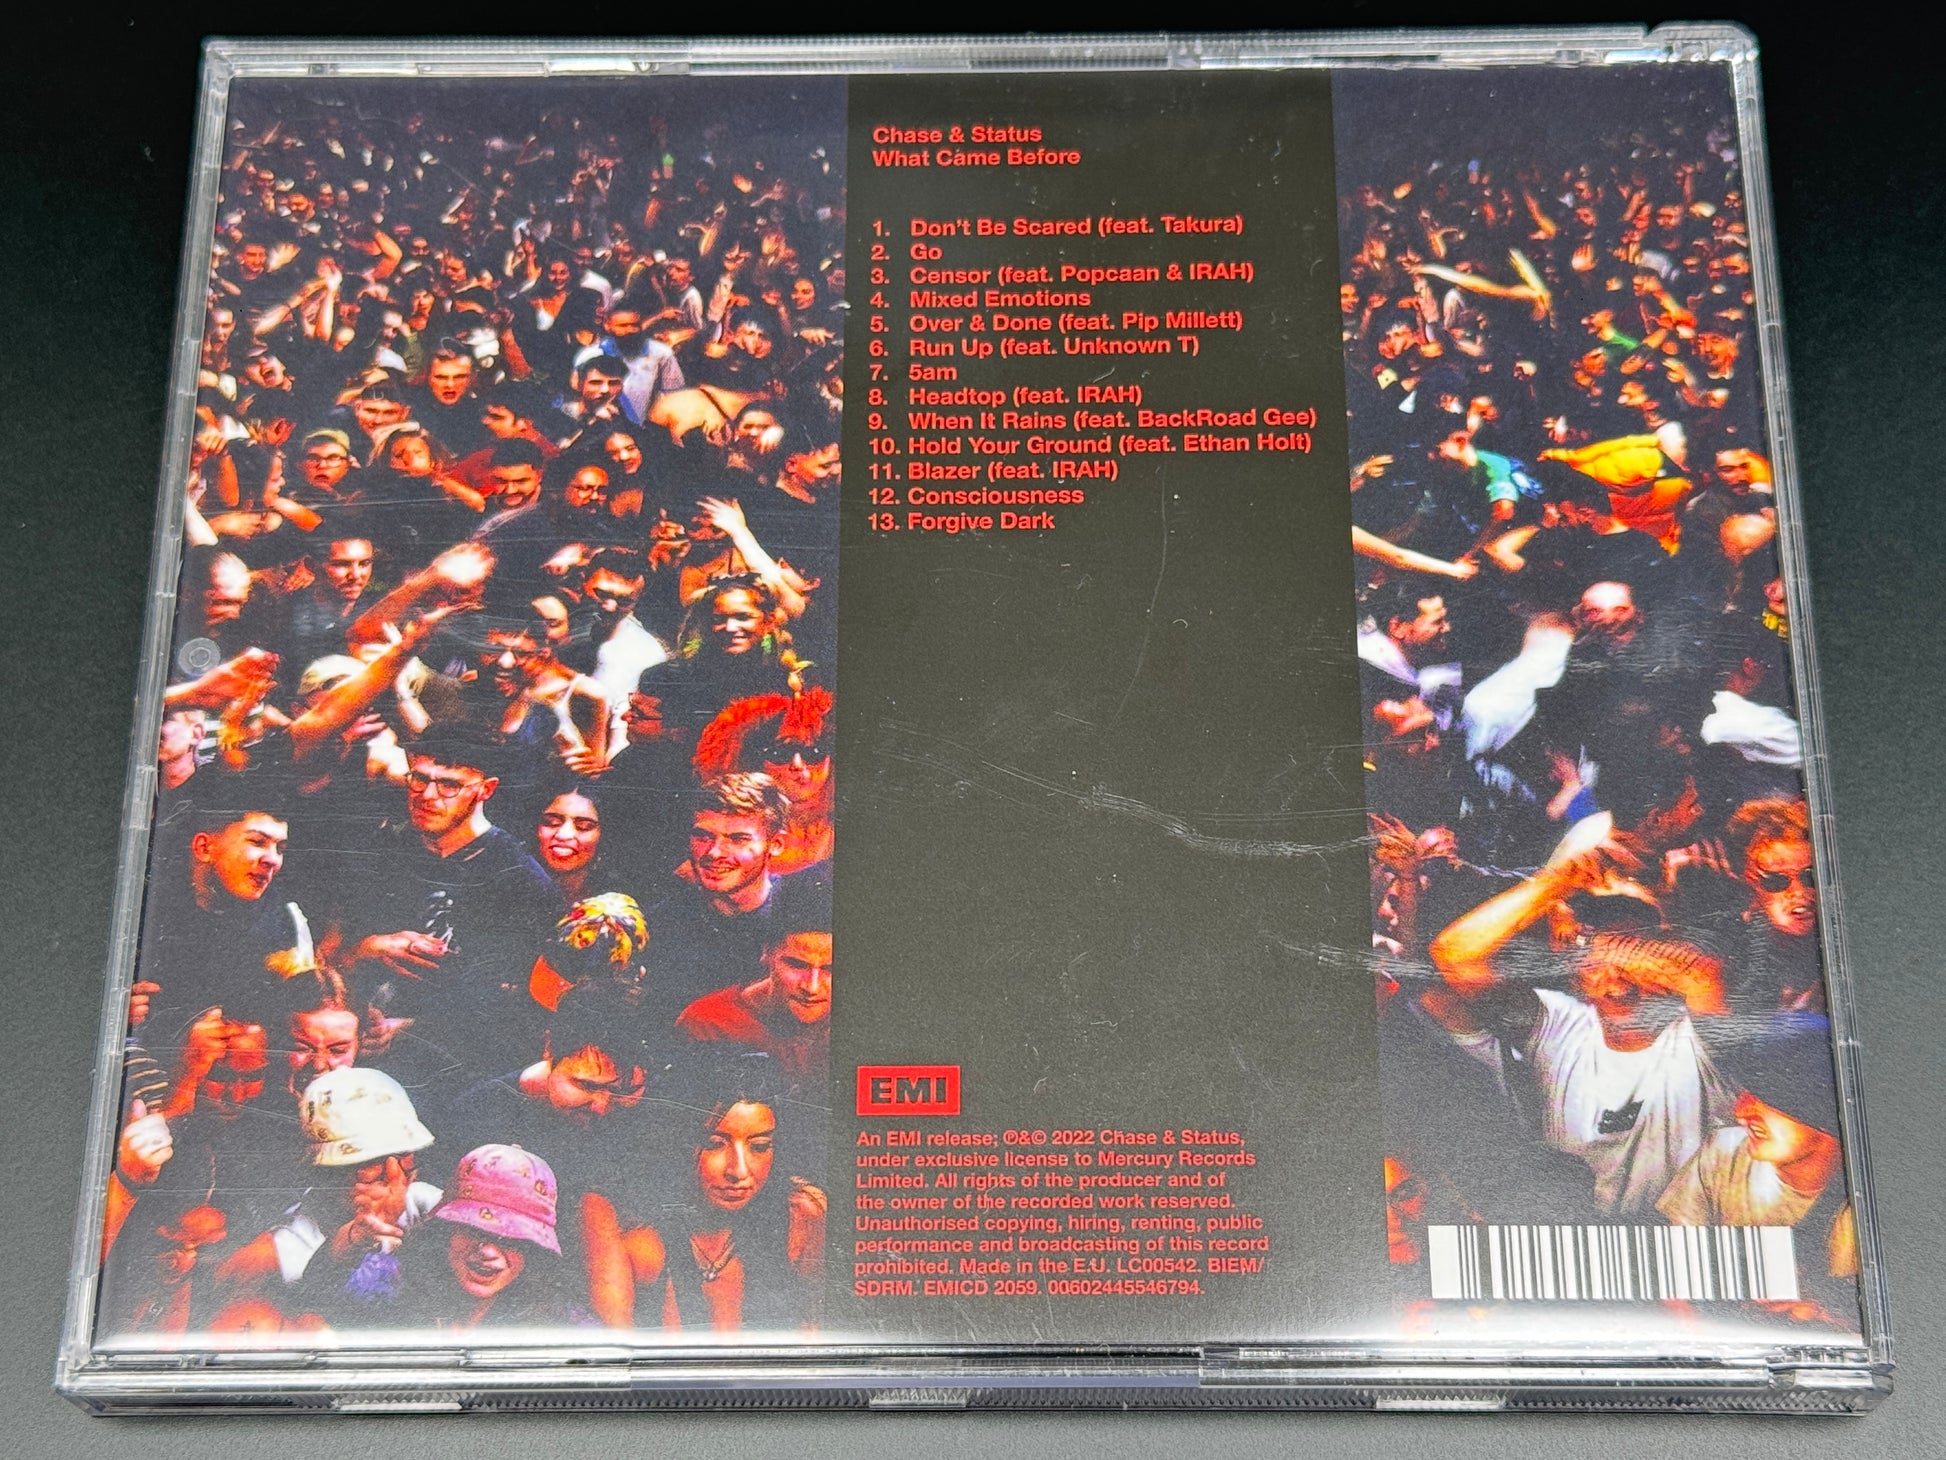 Chase & Status
What Came Before
1. Don't Be Scared (feat. Takura)
2. Go
3. Censor (feat. Popcaan & IRAH)
4. Mixed Emotions
5. Over & Done (feat. Pip Millett)
6. Run Up (feat. Unknown T)
7. 5am
8. Headtop (feat. IRAH)
9. When It Rains (feat. BackRoad Gee)
10. Hold Your Ground (feat. Ethan Holt)
11. Blazer (feat. IRAH)
12. Consciousness
13. Forgive Dark
EMI
An EMI release; ℗&© 2022 Chase & Status,
under exclusive license to Mercury Records
Limited. All rights of the producer and of
the owner of the recorded work reserved.
Unauthorised copying, hiring, renting, public
performance and broadcasting of this record
prohibited. Made in the E.U. LC00542. BIEM/
SDRM. EMICD 2059. 00602445546794.